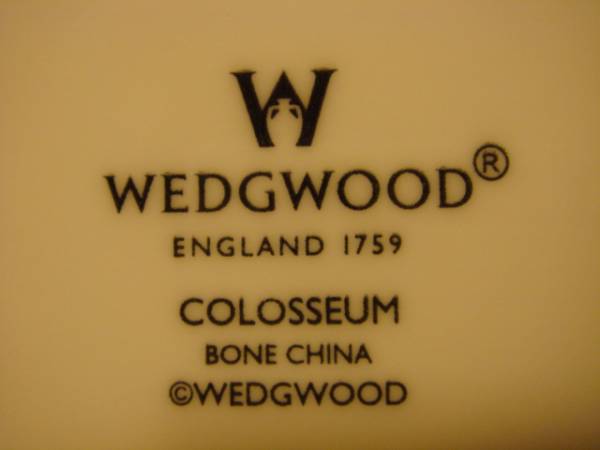 W
WEDGWOOD®
ENGLAND 1759
COLOSSEUM
BONE CHINA
©WEDGWOOD